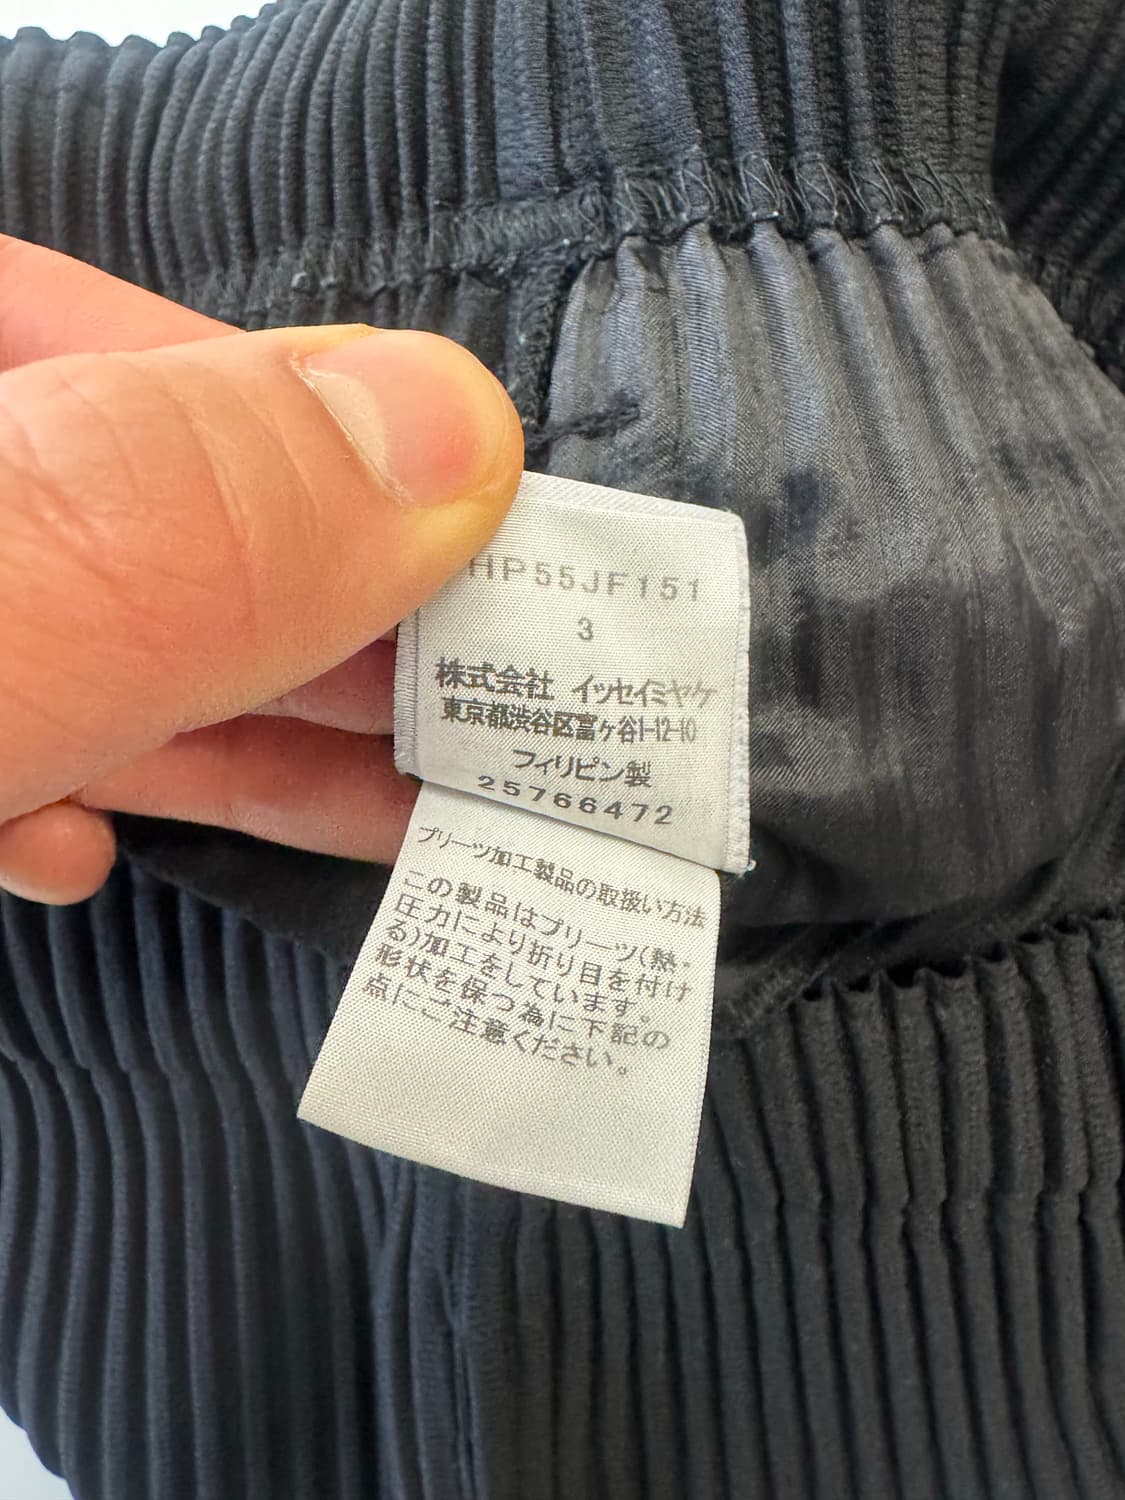 HP55JF151
3
株式会社 イッセイミヤケ
東京都渋谷区富ヶ谷1-12-10
フィリピン製
25766472
プリーツ加工製品の取扱い方法
この製品はプリーツ(熱・
圧力により折り目を付け
る)加工をしています。
形状を保つ為に下記の
点にご注意ください。